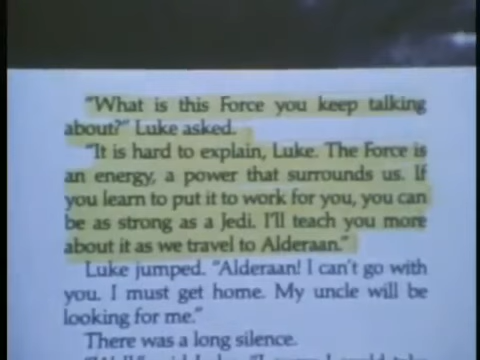 "What is this Force you keep talking
about?" Luke asked.
"It is hard to explain, Luke. The Force is
an energy, a power that surrounds us. If
you learn to put it to work for you, you can
be as strong as a Jedi. I'll teach you more
about it as we travel to Alderaan."
Luke jumped. "Alderaan! I can't go with
you. I must get home. My uncle will be
looking for me."
There was a long silence.